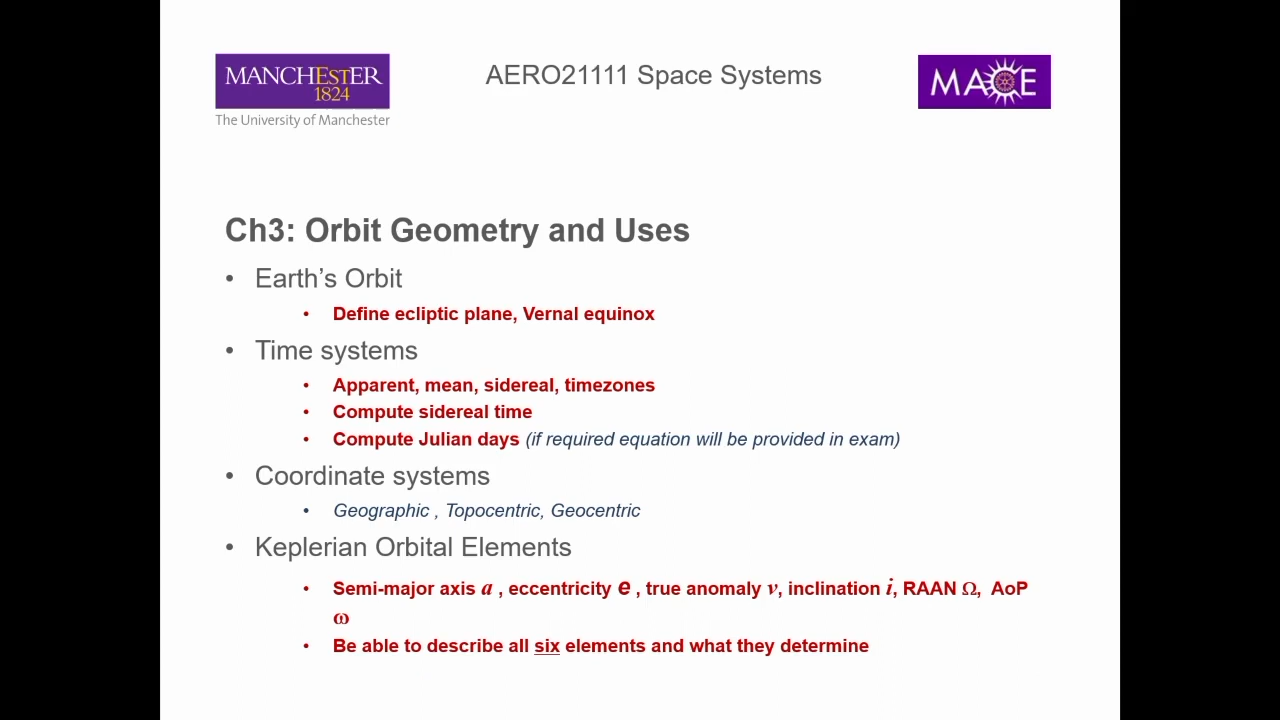 MANCHESTER
1824
The University of Manchester
AERO21111 Space Systems
MACE
Ch3: Orbit Geometry and Uses
• Earth's Orbit
• Define ecliptic plane, Vernal equinox
• Time systems
• Apparent, mean, sidereal, timezones
• Compute sidereal time
• Compute Julian days (if required equation will be provided in exam)
• Coordinate systems
• Geographic , Topocentric, Geocentric
• Keplerian Orbital Elements
• Semi-major axis a , eccentricity e , true anomaly ν, inclination i, RAAN Ω, AoP
ω
• Be able to describe all six elements and what they determine